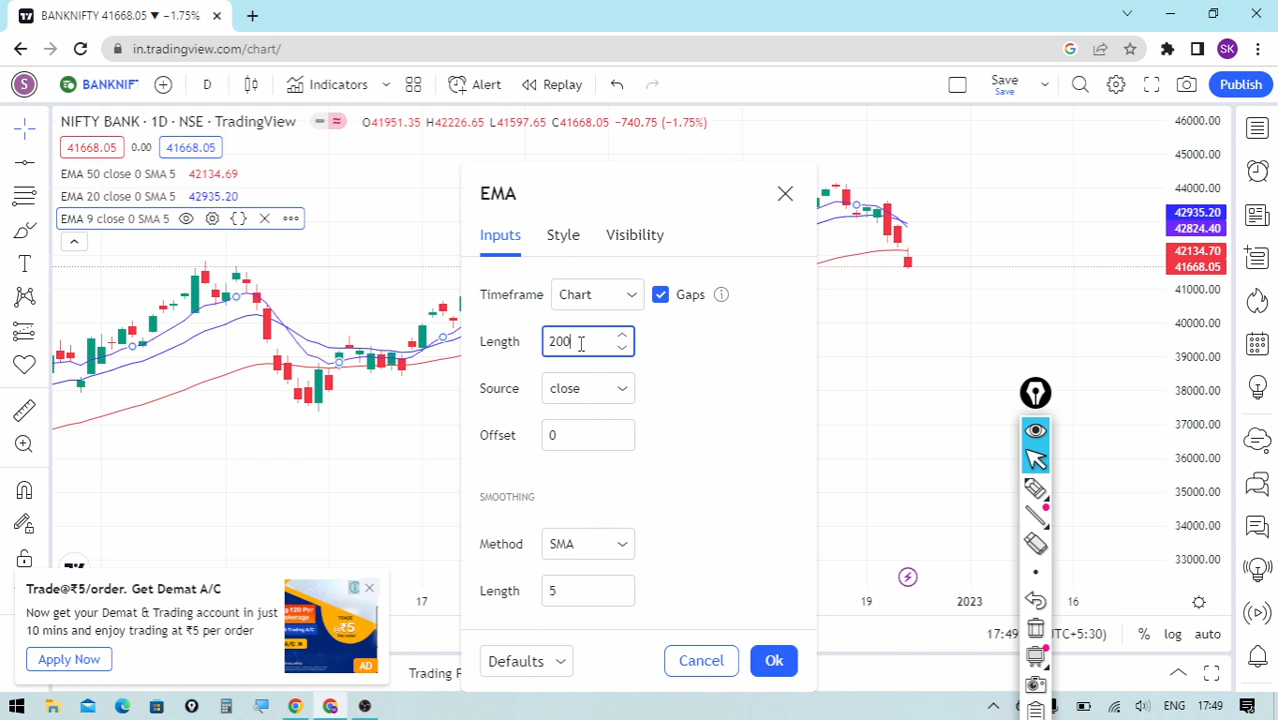 BANKNIFTY 41668.05 ▼ −1.75%
in.tradingview.com/chart/
SK
S
BANKNIF
D
Indicators
Alert
Replay
Save
Save
Publish
NIFTY BANK · 1D · NSE · TradingView
O41951.35 H42226.65 L41597.65 C41668.05 −740.75 (−1.75%)
41668.05 0.00 41668.05
EMA 50 close 0 SMA 5 42134.69
EMA 20 close 0 SMA 5 42935.20
EMA 9 close 0 SMA 5
EMA
Inputs Style Visibility
Timeframe Chart Gaps
Length 200
Source close
Offset 0
SMOOTHING
Method SMA
Length 5
Defaults Cancel Ok
46000.00
45000.00
44000.00
42935.20
42824.40
42134.70
41668.05
40000.00
39000.00
38000.00
37000.00
36000.00
35000.00
34000.00
33000.00
17 19 2023 16
Trade@₹5/order. Get Demat A/C
Now get your Demat & Trading account in just
10 mins and enjoy trading at ₹5 per order
Apply Now
AD
17:49 UTC+5:30) % log auto
Trading P
ENG 17:49